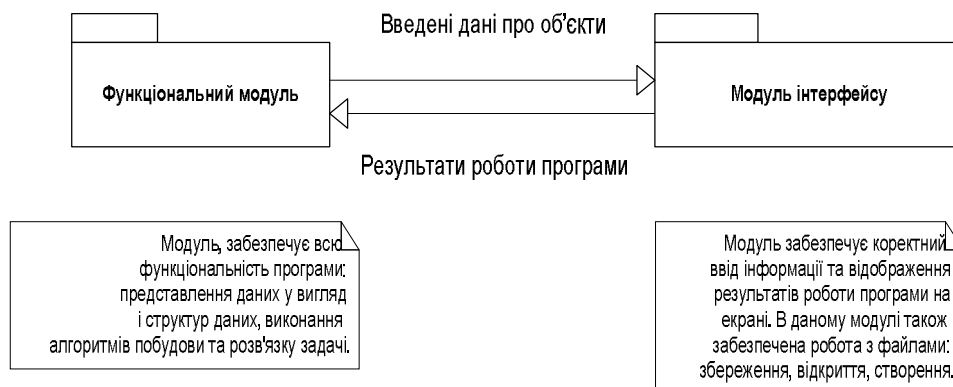 Введені дані про об'єкти
Функціональний модуль
Модуль інтерфейсу
Результати роботи програми
Модуль, забезпечує всю
функціональність програми:
представлення даних у вигляд
і структур даних, виконання
алгоритмів побудови та розв'язку задачі.
Модуль забезпечує коректний
ввід інформації та відображення
результатів роботи програми на
екрані. В даному модулі також
забезпечена робота з файлами:
збереження, відкриття, створення.